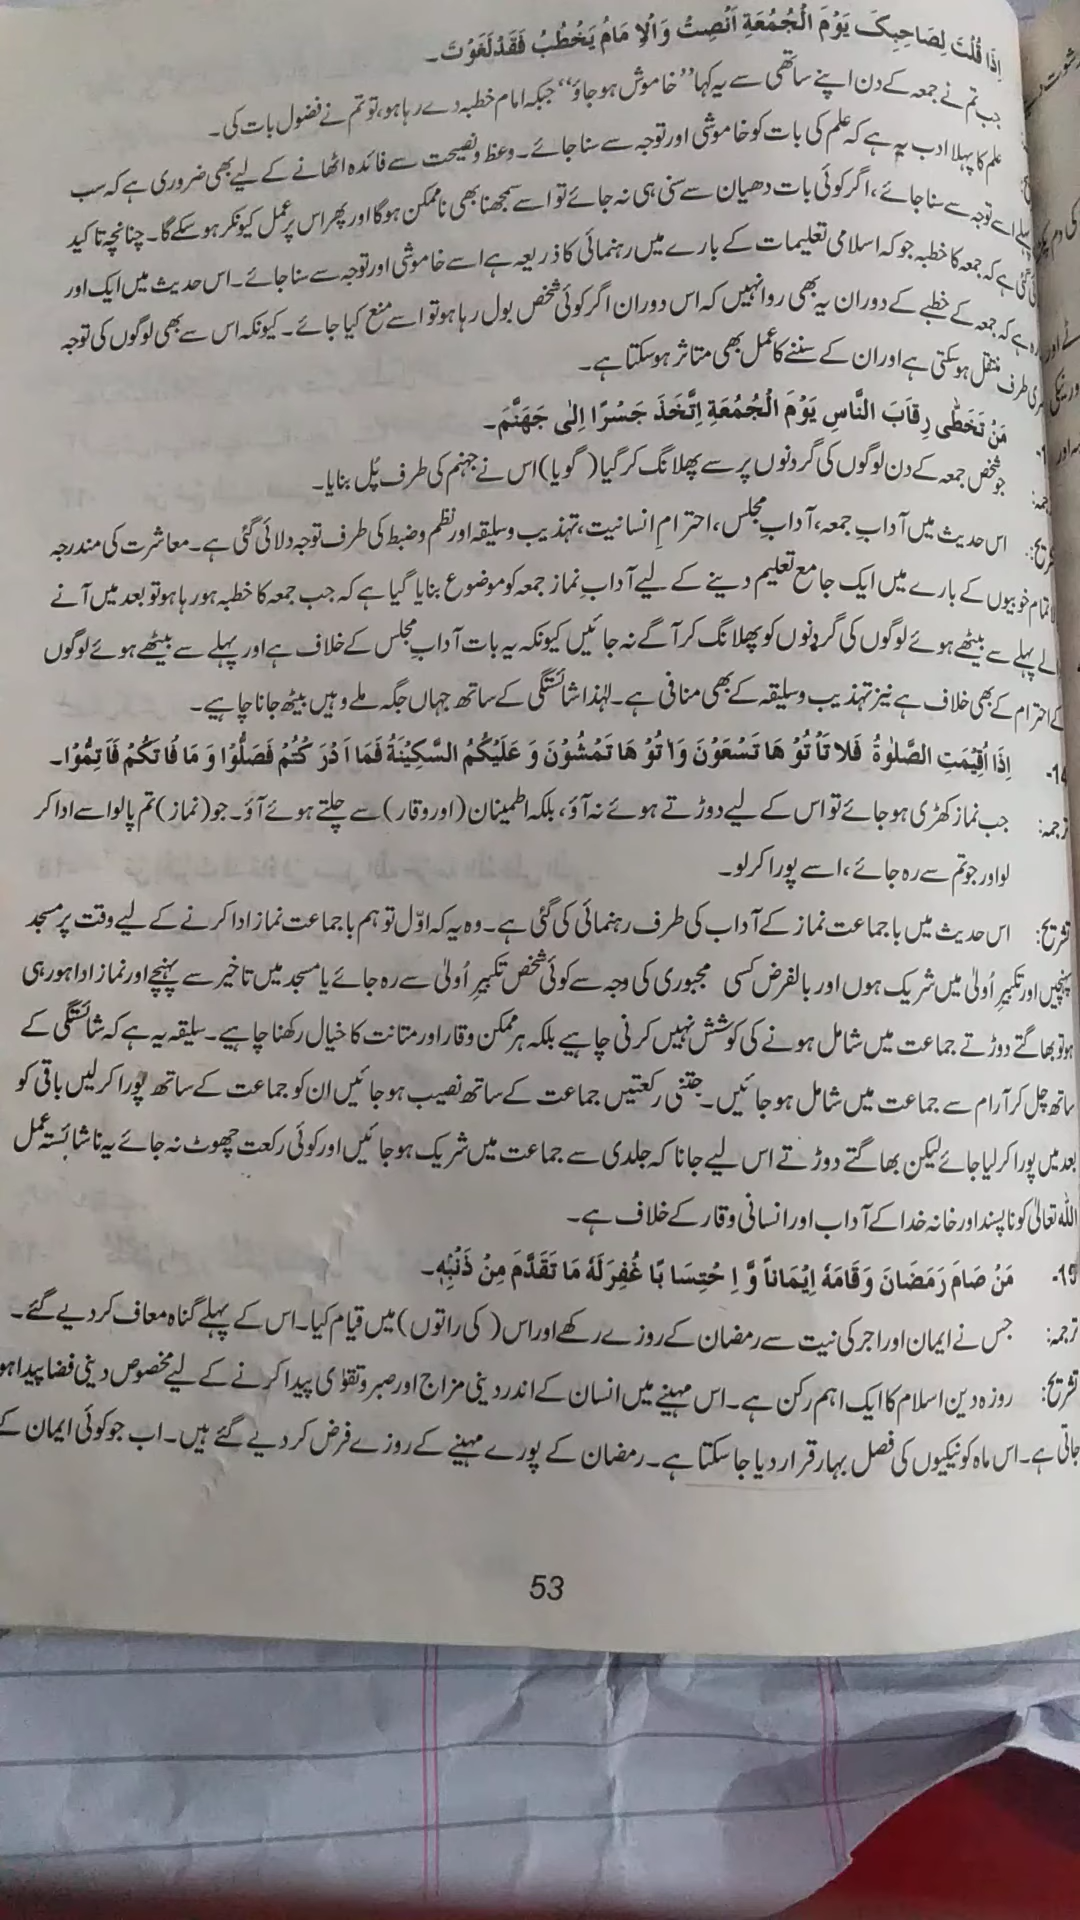 اِذَا قُلْتَ لِصَاحِبِکَ یَوْمَ الْجُمُعَةِ اَنْصِتْ وَالْاِ مَامُ یَخْطُبُ فَقَدْ لَغَوْتَ۔
جب تم نے جمعہ کے دن اپنے ساتھی سے یہ کہا ”خاموش ہو جاؤ“ جبکہ امام خطبہ دے رہا ہو، تو تم نے فضول بات کی۔
علم کا پہلا ادب یہ ہے کہ علم کی بات کو خاموشی اور توجہ سے سنا جائے۔ وعظ و نصیحت سے فائدہ اٹھانے کے لیے بھی ضروری ہے کہ سب
پہلے اسے توجہ سے سنا جائے، اگر کوئی بات دھیان سے سنی ہی نہ جائے تو اسے سمجھنا بھی ناممکن ہوگا اور پھر اس پر عمل کیونکر ہو سکے گا۔ چنانچہ تاکید
کی گئی ہے کہ جمعہ کا خطبہ جو کہ اسلامی تعلیمات کے بارے میں رہنمائی کا ذریعہ ہے اسے خاموشی اور توجہ سے سنا جائے۔ اس حدیث میں ایک اور
ہے کہ جمعہ کے خطبے کے دوران یہ بھی روا نہیں کہ اس دوران اگر کوئی شخص بول رہا ہو تو اسے منع کیا جائے۔ کیونکہ اس سے بھی لوگوں کی توجہ
طرف منتقل ہو سکتی ہے اور ان کے سننے کا عمل بھی متاثر ہو سکتا ہے۔
مَنْ تَخَطّٰی رِقَابَ النَّاسِ یَوْمَ الْجُمُعَةِ اِتَّخَذَ جَسْرًا اِلٰی جَهَنَّمَ۔
جو شخص جمعہ کے دن لوگوں کی گردنوں پر سے پھلانگ کر گیا (گویا) اس نے جہنم کی طرف پُل بنایا۔
اس حدیث میں آدابِ جمعہ، آدابِ مجلس، احترامِ انسانیت، تہذیب و سلیقہ اور نظم و ضبط کی طرف توجہ دلائی گئی ہے۔ معاشرت کی مندرجہ
تمام خوبیوں کے بارے میں ایک جامع تعلیم دینے کے لیے آدابِ نماز جمعہ کو موضوع بنایا گیا ہے کہ جب جمعہ کا خطبہ ہو رہا ہو تو بعد میں آنے
پہلے سے بیٹھے ہوئے لوگوں کی گردنوں کو پھلانگ کر آگے نہ جائیں کیونکہ یہ بات آدابِ مجلس کے خلاف ہے اور پہلے سے بیٹھے ہوئے لوگوں
کے احترام کے بھی خلاف ہے نیز تہذیب و سلیقہ کے بھی منافی ہے۔ لہٰذا شائستگی کے ساتھ جہاں جگہ ملے وہیں بیٹھ جانا چاہیے۔
14- اِذَا اُقِیْمَتِ الصَّلٰوةُ فَلَا تَاْ تُوْ هَا تَسْعَوْنَ وَاْ تُوْ هَا تَمْشُوْنَ وَ عَلَیْکُمُ السَّکِیْنَةُ فَمَا اَدْرَ کْتُمْ فَصَلُّوْا وَ مَا فَا تَکُمْ فَاَ تِمُّوْا۔
ترجمہ: جب نماز کھڑی ہو جائے تو اس کے لیے دوڑتے ہوئے نہ آؤ، بلکہ اطمینان (اور وقار) سے چلتے ہوئے آؤ۔ جو (نماز) تم پا لو اسے ادا کر
لو اور جو تم سے رہ جائے، اسے پورا کر لو۔
تشریح: اس حدیث میں با جماعت نماز کے آداب کی طرف رہنمائی کی گئی ہے۔ وہ یہ کہ اوّل تو ہم با جماعت نماز ادا کرنے کے لیے وقت پر مسجد
پہنچیں اور تکبیرِ اُولٰی میں شریک ہوں اور بالفرض کسی مجبوری کی وجہ سے کوئی شخص تکبیرِ اُولٰی سے رہ جائے یا مسجد میں تاخیر سے پہنچے اور نماز ادا ہو رہی
ہو تو بھاگتے دوڑتے جماعت میں شامل ہونے کی کوشش نہیں کرنی چاہیے بلکہ ہر ممکن وقار اور متانت کا خیال رکھنا چاہیے۔ سلیقہ یہ ہے کہ شائستگی کے
ساتھ چل کر آرام سے جماعت میں شامل ہو جائیں۔ جتنی رکعتیں جماعت کے ساتھ نصیب ہو جائیں ان کو جماعت کے ساتھ پورا کر لیں باقی کو
بعد میں پورا کر لیا جائے لیکن بھاگتے دوڑتے اس لیے جانا کہ جلدی سے جماعت میں شریک ہو جائیں اور کوئی رکعت چھوٹ نہ جائے یہ ناشائستہ عمل
اللہ تعالیٰ کو ناپسند اور خانہ خدا کے آداب اور انسانی وقار کے خلاف ہے۔
15- مَنْ صَامَ رَمَضَانَ وَقَامَهٗ اِیْمَاناً وَّ اِ حْتِسَا بًا غُفِرَلَهٗ مَا تَقَدَّمَ مِنْ ذَنْبِهٖ۔
ترجمہ: جس نے ایمان اور اجر کی نیت سے رمضان کے روزے رکھے اور اس (کی راتوں) میں قیام کیا۔ اس کے پہلے گناہ معاف کر دیے گئے۔
تشریح: روزہ دین اسلام کا ایک اہم رکن ہے۔ اس مہینے میں انسان کے اندر دینی مزاج اور صبر و تقوٰی پیدا کرنے کے لیے مخصوص دینی فضا پیدا ہو
جاتی ہے۔ اس ماہ کو نیکیوں کی فصل بہار قرار دیا جا سکتا ہے۔ رمضان کے پورے مہینے کے روزے فرض کر دیے گئے ہیں۔ اب جو کوئی ایمان کے
53